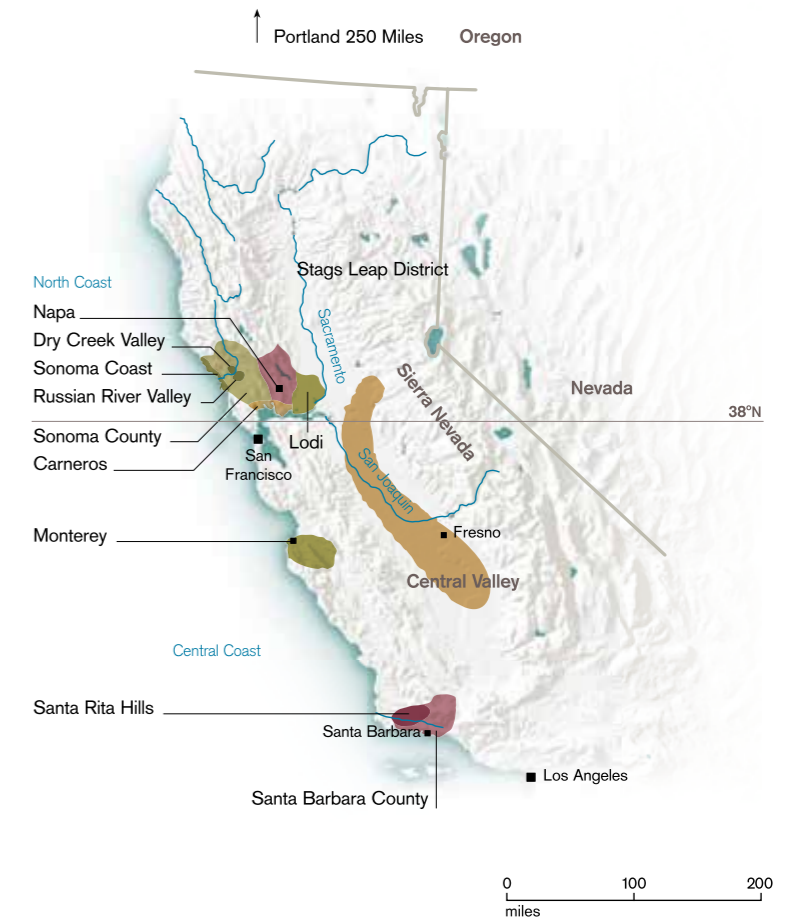 Portland 250 Miles
Oregon
Stags Leap District
North Coast
Napa
Dry Creek Valley
Sonoma Coast
Russian River Valley
Sonoma County
Carneros
Sacramento
Sierra Nevada
Nevada
38°N
Lodi
San
Francisco
San Joaquin
Fresno
Monterey
Central Valley
Central Coast
Santa Rita Hills
Santa Barbara
Los Angeles
Santa Barbara County
0 100 200
miles